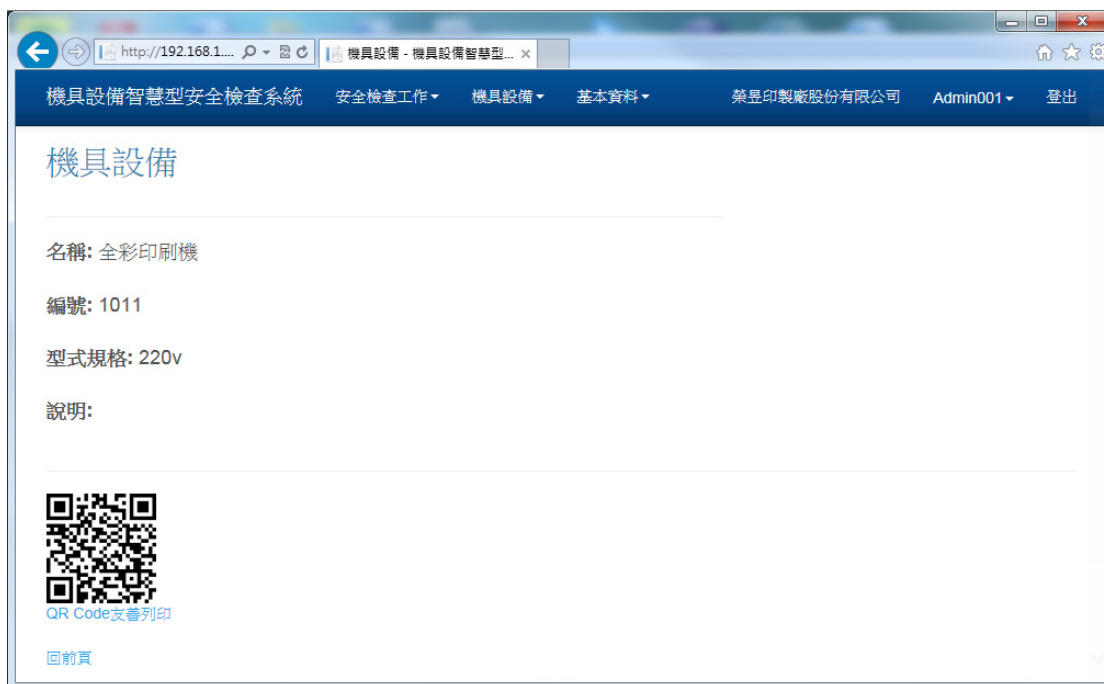 http://192.168.1.... 機具設備 - 機具設備智慧型...
機具設備智慧型安全檢查系統 安全檢查工作 機具設備 基本資料 榮昱印製廠股份有限公司 Admin001 登出
機具設備
名稱: 全彩印刷機
編號: 1011
型式規格: 220v
說明:
QR Code友善列印
回前頁